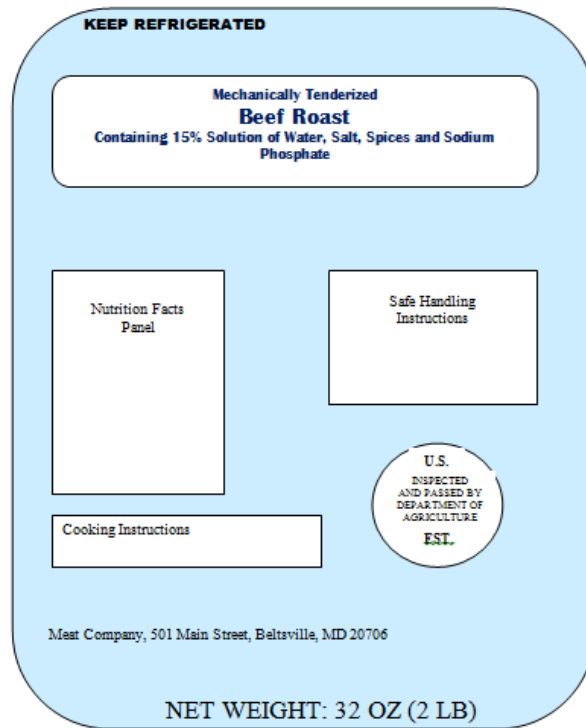 KEEP REFRIGERATED
Mechanically Tenderized
Beef Roast
Containing 15% Solution of Water, Salt, Spices and Sodium
Phosphate
Nutrition Facts
Panel
Safe Handling
Instructions
U.S.
INSPECTED
AND PASSED BY
DEPARTMENT OF
AGRICULTURE
EST.
Cooking Instructions
Meat Company, 501 Main Street, Beltsville, MD 20706
NET WEIGHT: 32 OZ (2 LB)